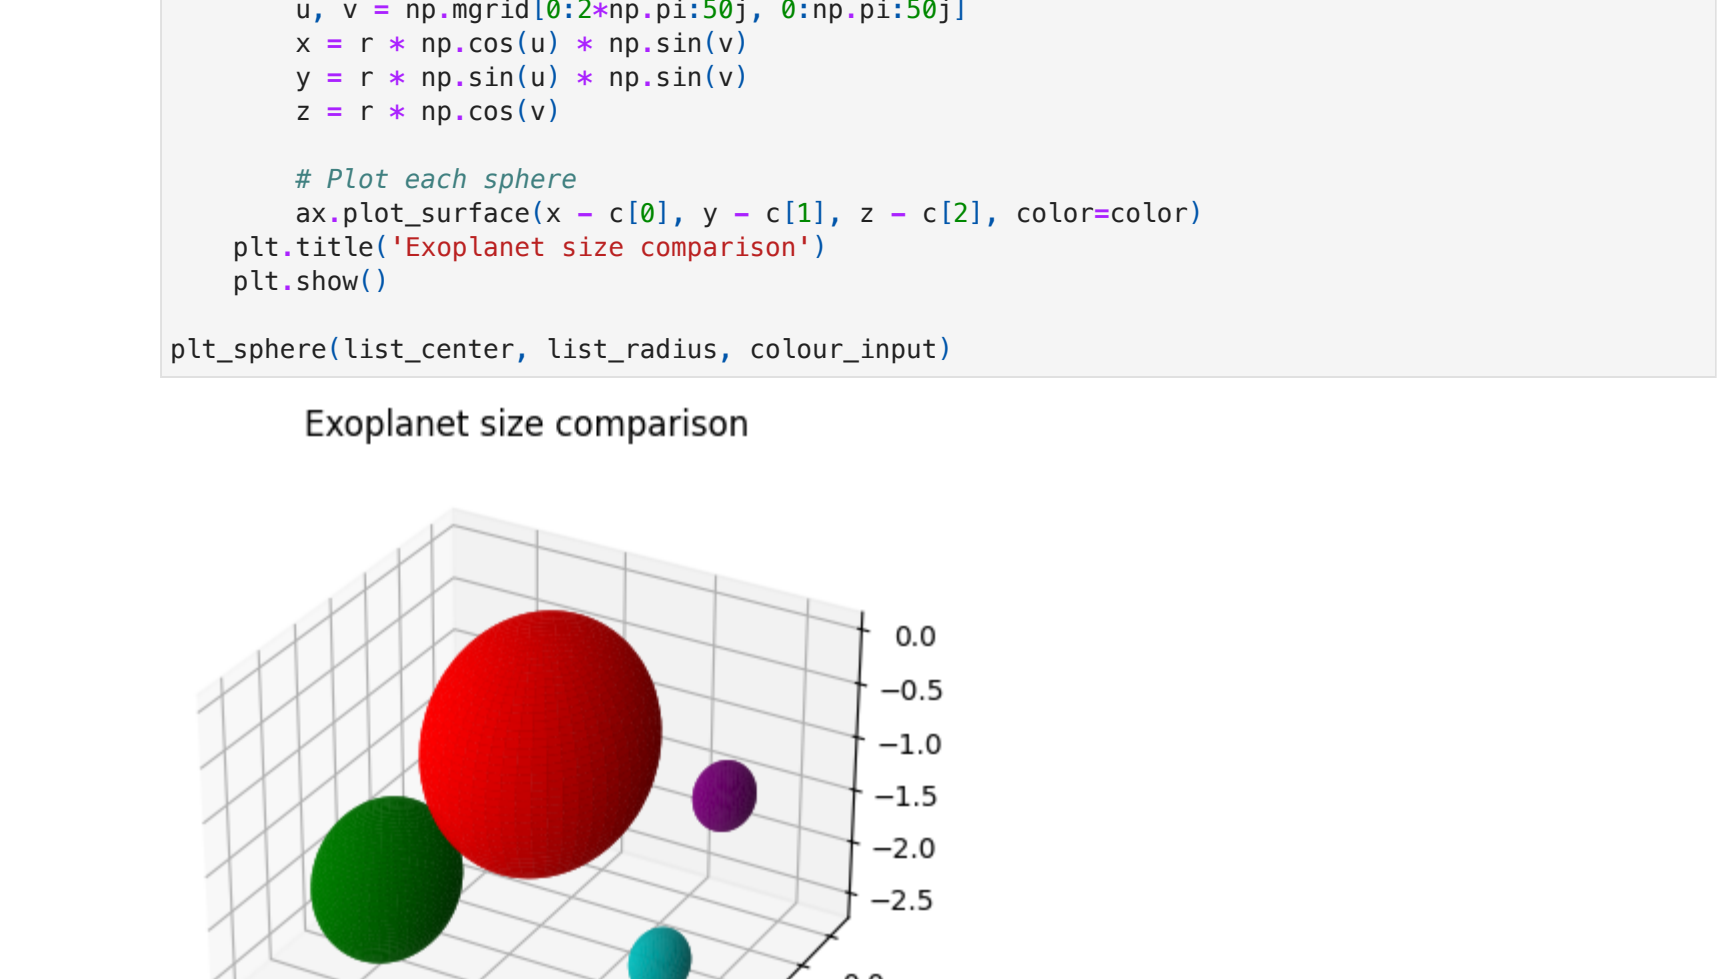 u, v = np.mgrid[0:2*np.pi:50j, 0:np.pi:50j]
x = r * np.cos(u) * np.sin(v)
y = r * np.sin(u) * np.sin(v)
z = r * np.cos(v)
# Plot each sphere
ax.plot_surface(x - c[0], y - c[1], z - c[2], color=color)
plt.title('Exoplanet size comparison')
plt.show()
plt_sphere(list_center, list_radius, colour_input)
Exoplanet size comparison
0.0
−0.5
−1.0
−1.5
−2.0
−2.5